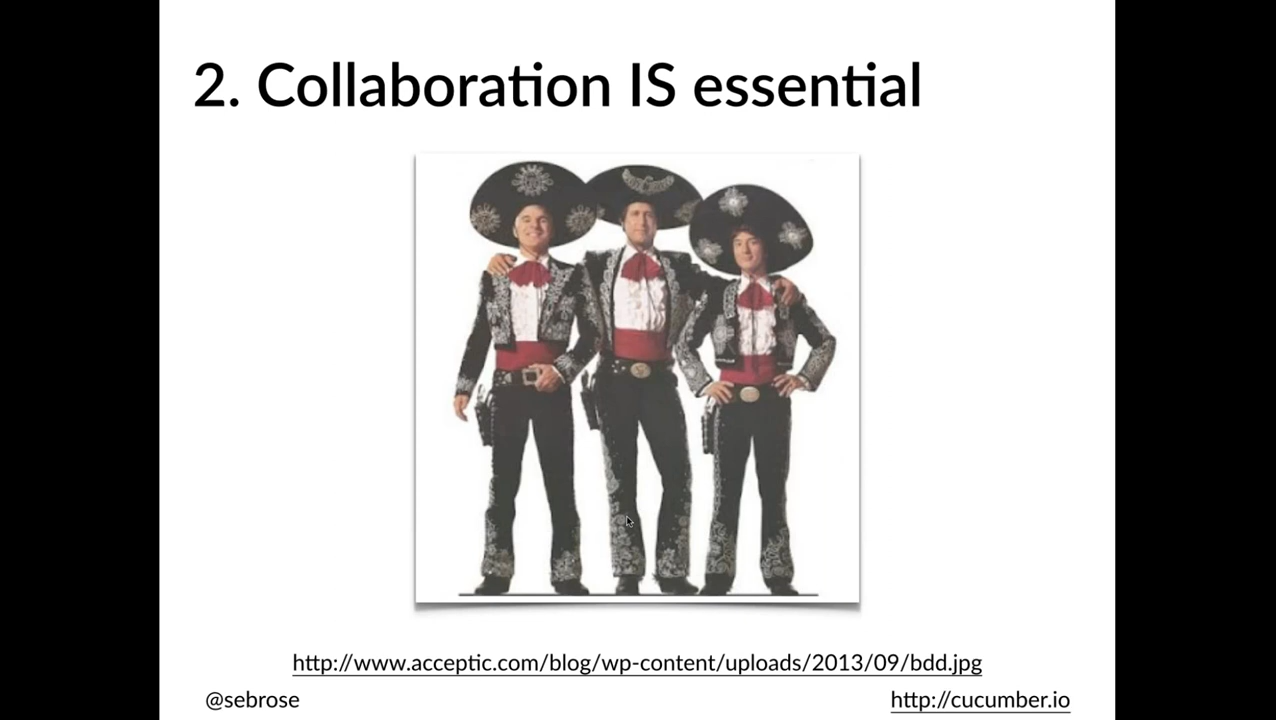 2. Collaboration IS essential
http://www.acceptic.com/blog/wp-content/uploads/2013/09/bdd.jpg
@sebrose
http://cucumber.io